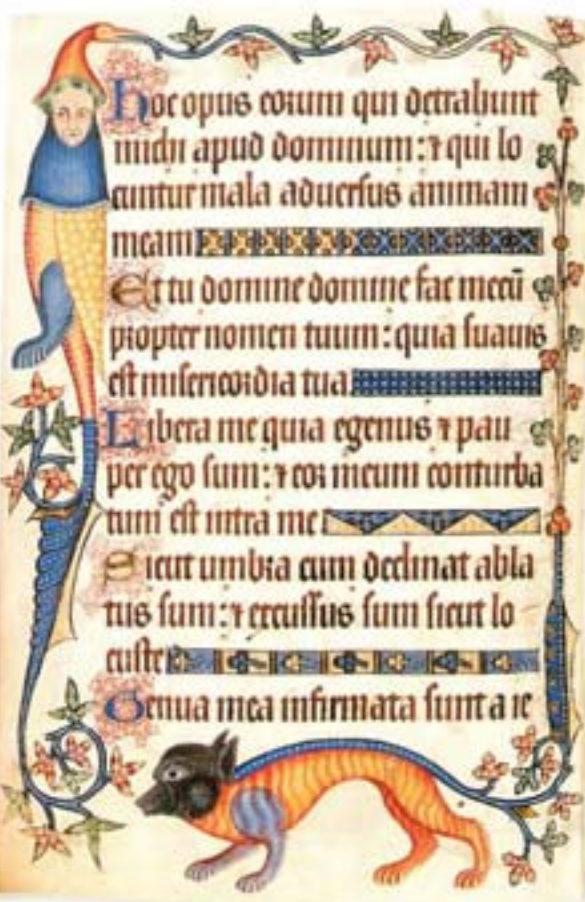 Hoc opus eorum qui detrahunt
michi apud dominum : ⁊ qui lo
cuntur mala aduersus animam
meam
Et tu domine domine fac mecū
propter nomen tuum : quia suauis
est misericordia tua
Libera me quia egenus ⁊ pau
per ego sum : ⁊ cor meum conturba
tum est intra me
Sicut umbra cum declinat abla
tus sum : ⁊ excussus sum sicut lo
custe
Genua mea infirmata sunt a ie